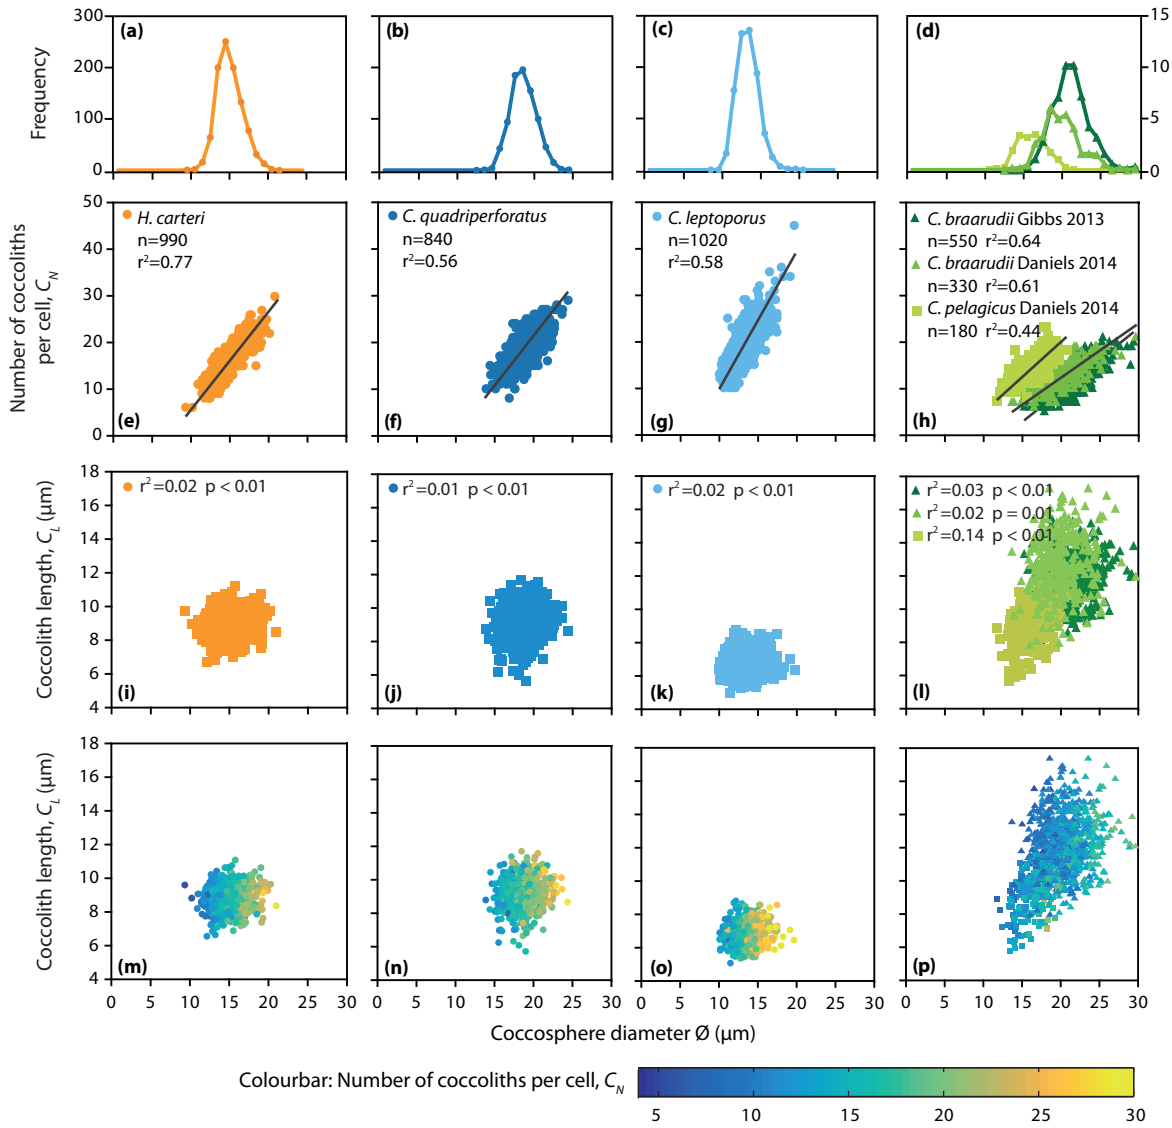 300
200
100
0
Frequency
(a)
(b)
(c)
(d)
15
10
5
0
50
40
30
20
10
0
Number of coccoliths
per cell, C_N
H. carteri
n=990
r²=0.77
(e)
C. quadriperforatus
n=840
r²=0.56
(f)
C. leptoporus
n=1020
r²=0.58
(g)
C. braarudii Gibbs 2013
n=550 r²=0.64
C. braarudii Daniels 2014
n=330 r²=0.61
C. pelagicus Daniels 2014
n=180 r²=0.44
(h)
18
16
14
12
10
8
6
4
Coccolith length, C_L (µm)
r²=0.02 p < 0.01
(i)
r²=0.01 p < 0.01
(j)
r²=0.02 p < 0.01
(k)
r²=0.03 p < 0.01
r²=0.02 p = 0.01
r²=0.14 p < 0.01
(l)
18
16
14
12
10
8
6
4
Coccolith length, C_L (µm)
(m)
(n)
(o)
(p)
0 5 10 15 20 25 30
0 5 10 15 20 25 30
0 5 10 15 20 25 30
0 5 10 15 20 25 30
Coccosphere diameter Ø (µm)
Colourbar: Number of coccoliths per cell, C_N
5 10 15 20 25 30